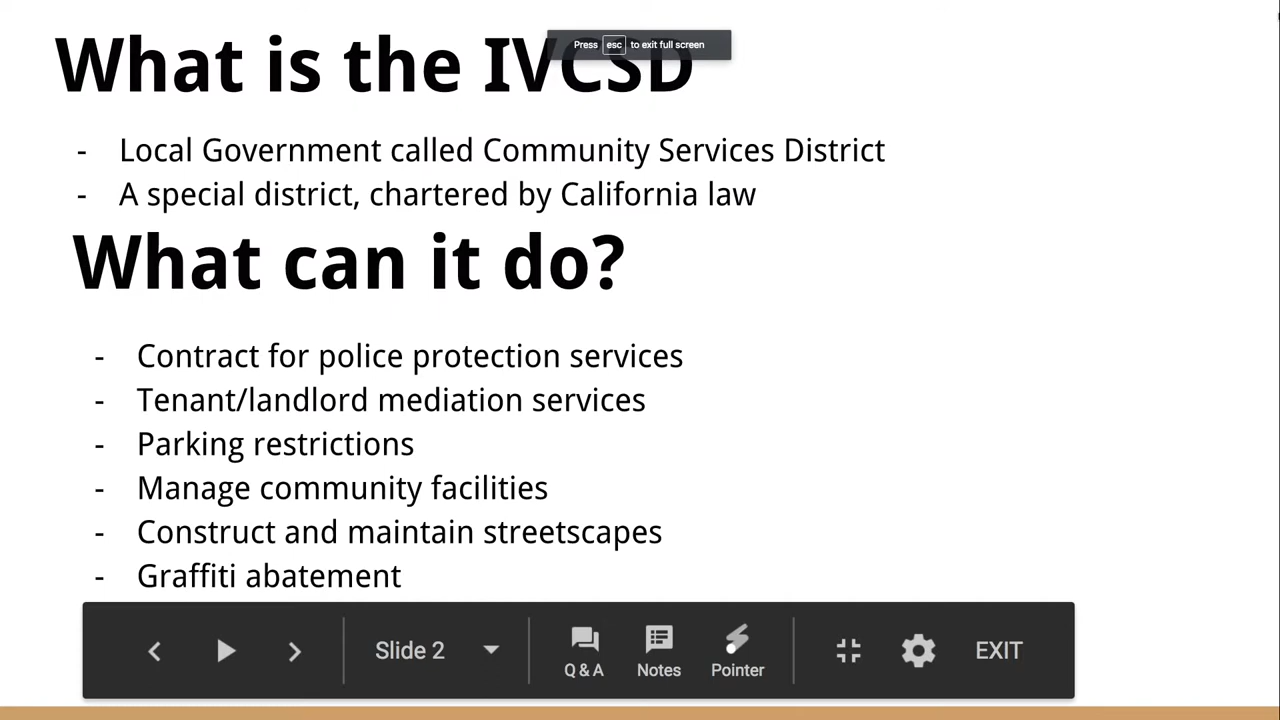 Press esc to exit full screen
What is the IVCSD
- Local Government called Community Services District
- A special district, chartered by California law
What can it do?
- Contract for police protection services
- Tenant/landlord mediation services
- Parking restrictions
- Manage community facilities
- Construct and maintain streetscapes
- Graffiti abatement
Slide 2
Q & A
Notes
Pointer
EXIT